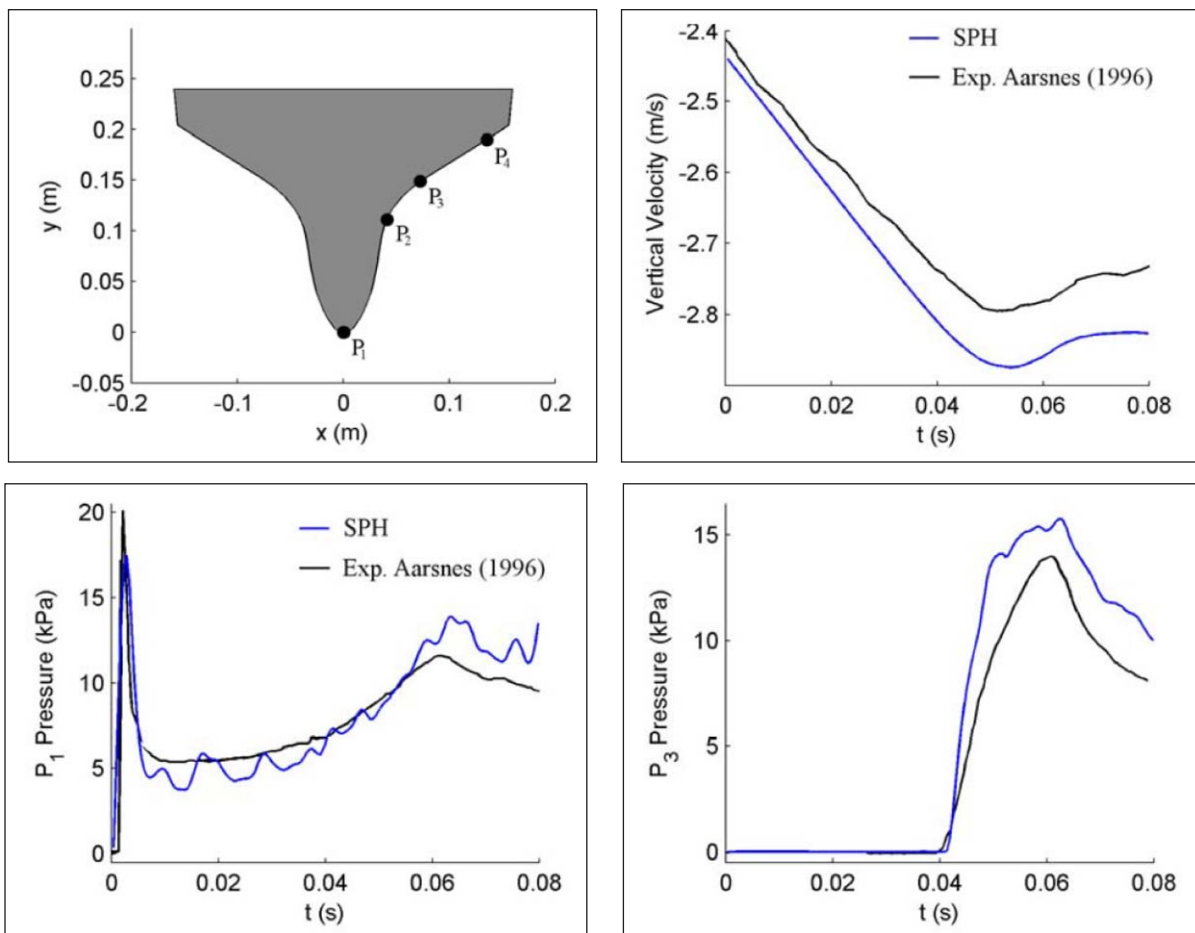 0.25
0.2
0.15
0.1
0.05
0
-0.05
y (m)
P1
P2
P3
P4
-0.2 -0.1 0 0.1 0.2
x (m)
-2.4
-2.5
-2.6
-2.7
-2.8
Vertical Velocity (m/s)
SPH
Exp. Aarsnes (1996)
0 0.02 0.04 0.06 0.08
t (s)
20
15
10
5
0
P1 Pressure (kPa)
SPH
Exp. Aarsnes (1996)
0 0.02 0.04 0.06 0.08
t (s)
15
10
5
0
P3 Pressure (kPa)
0 0.02 0.04 0.06 0.08
t (s)